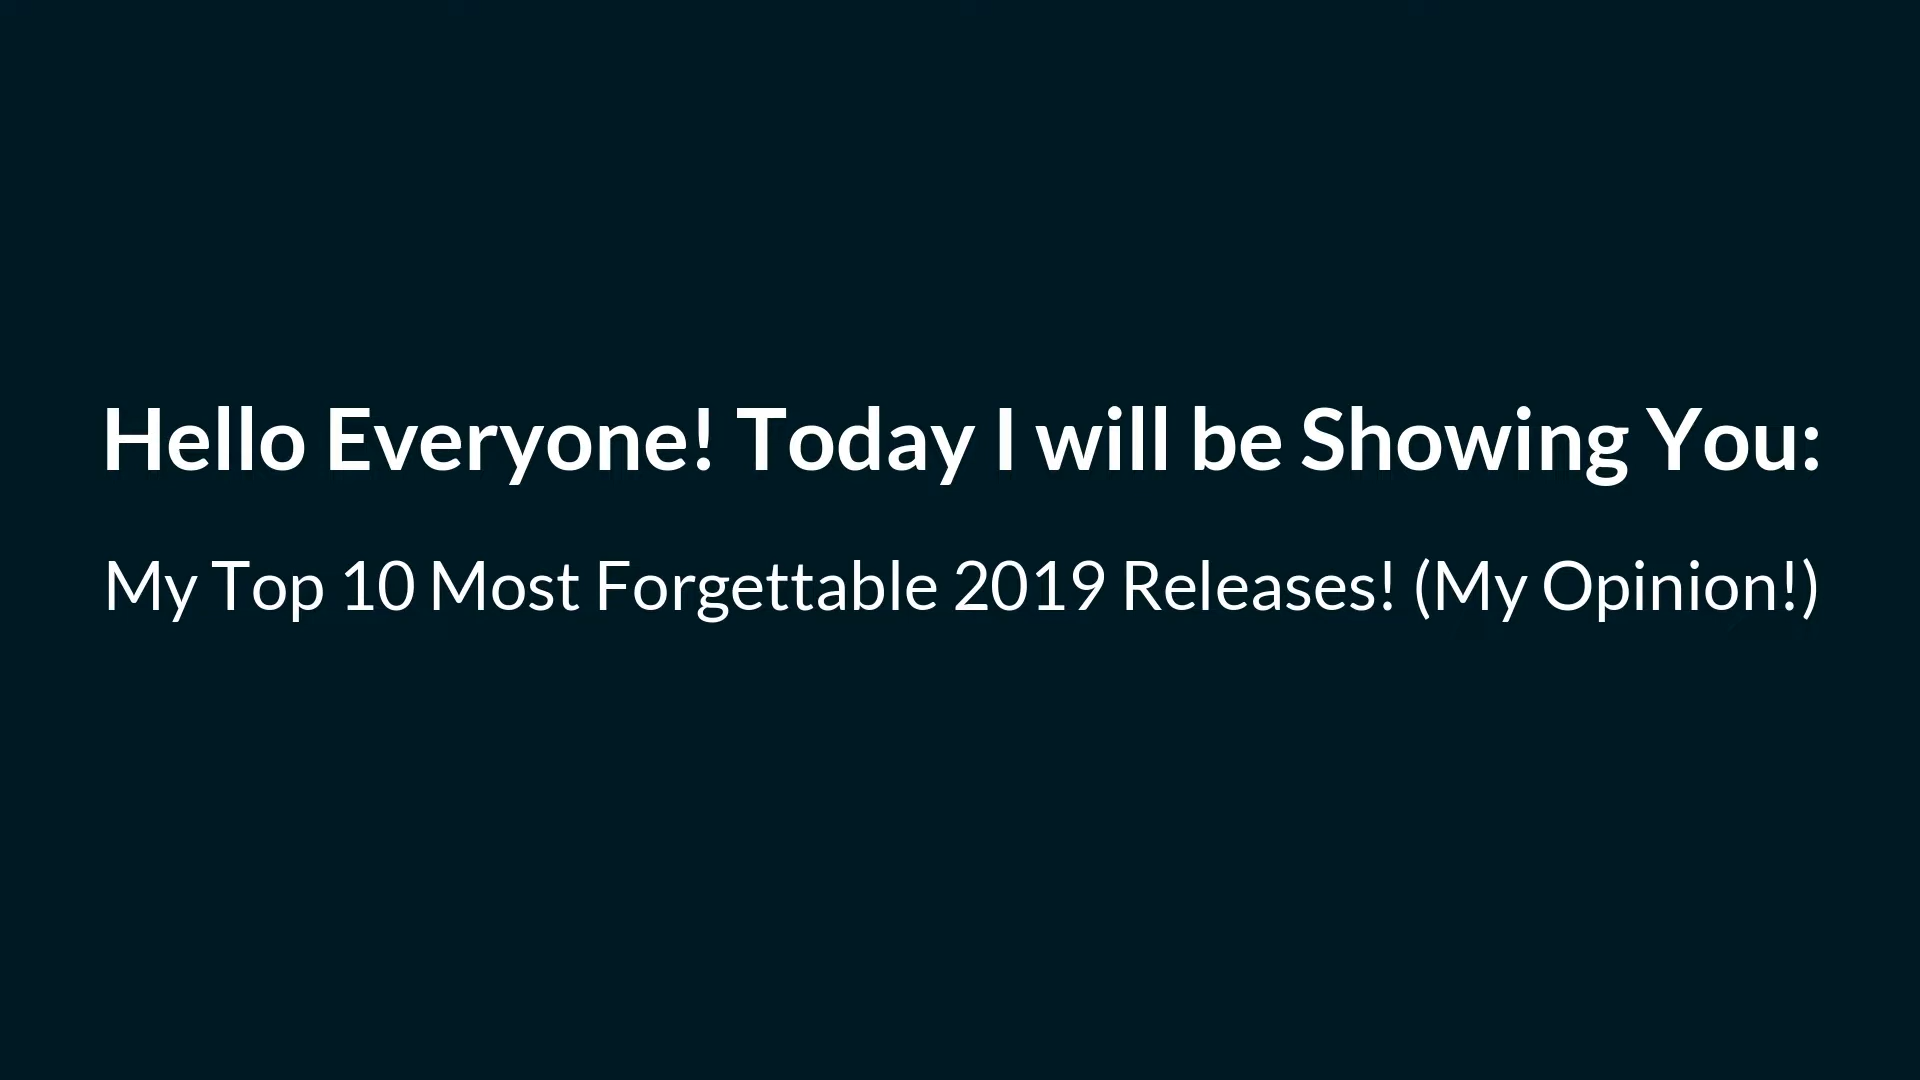 Hello Everyone! Today I will be Showing You:
My Top 10 Most Forgettable 2019 Releases! (My Opinion!)